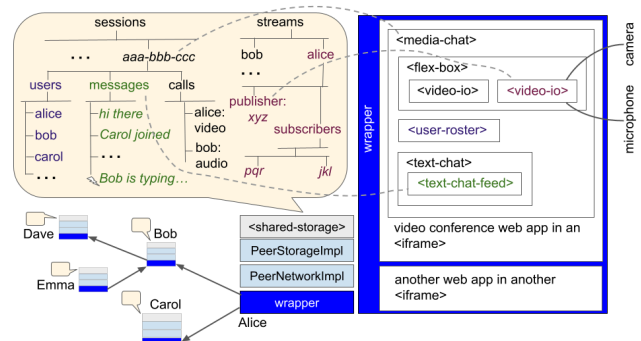 sessions
streams
... aaa-bbb-ccc
bob
alice
...
users
messages
calls
publisher:
xyz
alice
hi there
alice:
video
bob
Carol joined
subscribers
carol
...
bob:
audio
...
Bob is typing…
pqr
jkl
<shared-storage>
PeerStorageImpl
PeerNetworkImpl
wrapper
Alice
Dave
Bob
Emma
Carol
wrapper
<media-chat>
<flex-box>
<video-io>
<video-io>
<user-roster>
<text-chat>
<text-chat-feed>
video conference web app in an
<iframe>
another web app in another
<iframe>
camera
microphone